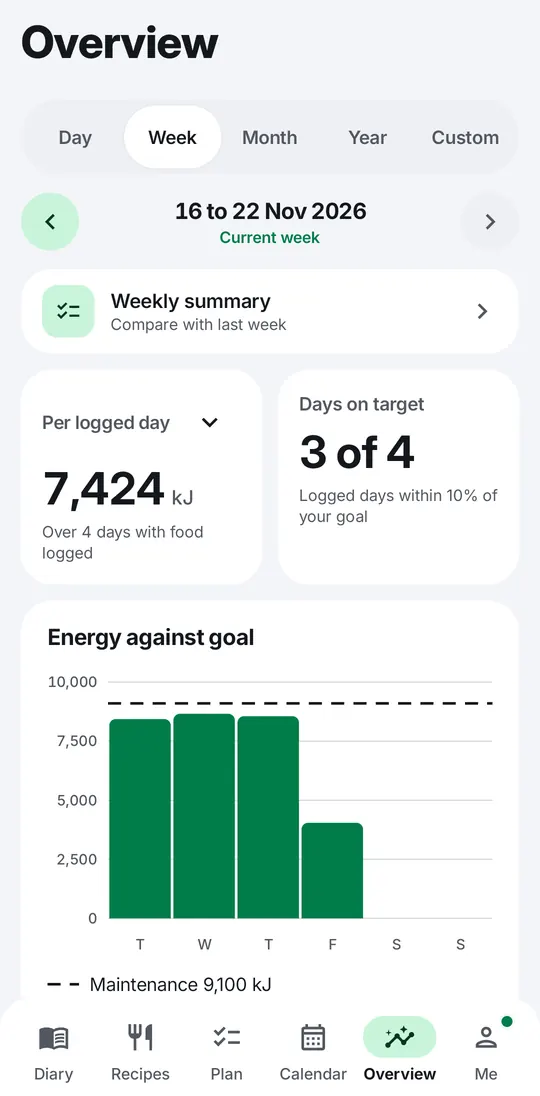 Overview
Day
Week
Month
Year
Custom
16 to 22 Nov 2026
Current week
Weekly summary
Compare with last week
Per logged day
7,424 kJ
Over 4 days with food
logged
Days on target
3 of 4
Logged days within 10% of
your goal
Energy against goal
10,000
7,500
5,000
2,500
0
T
W
T
F
S
S
Maintenance 9,100 kJ
Diary
Recipes
Plan
Calendar
Overview
Me